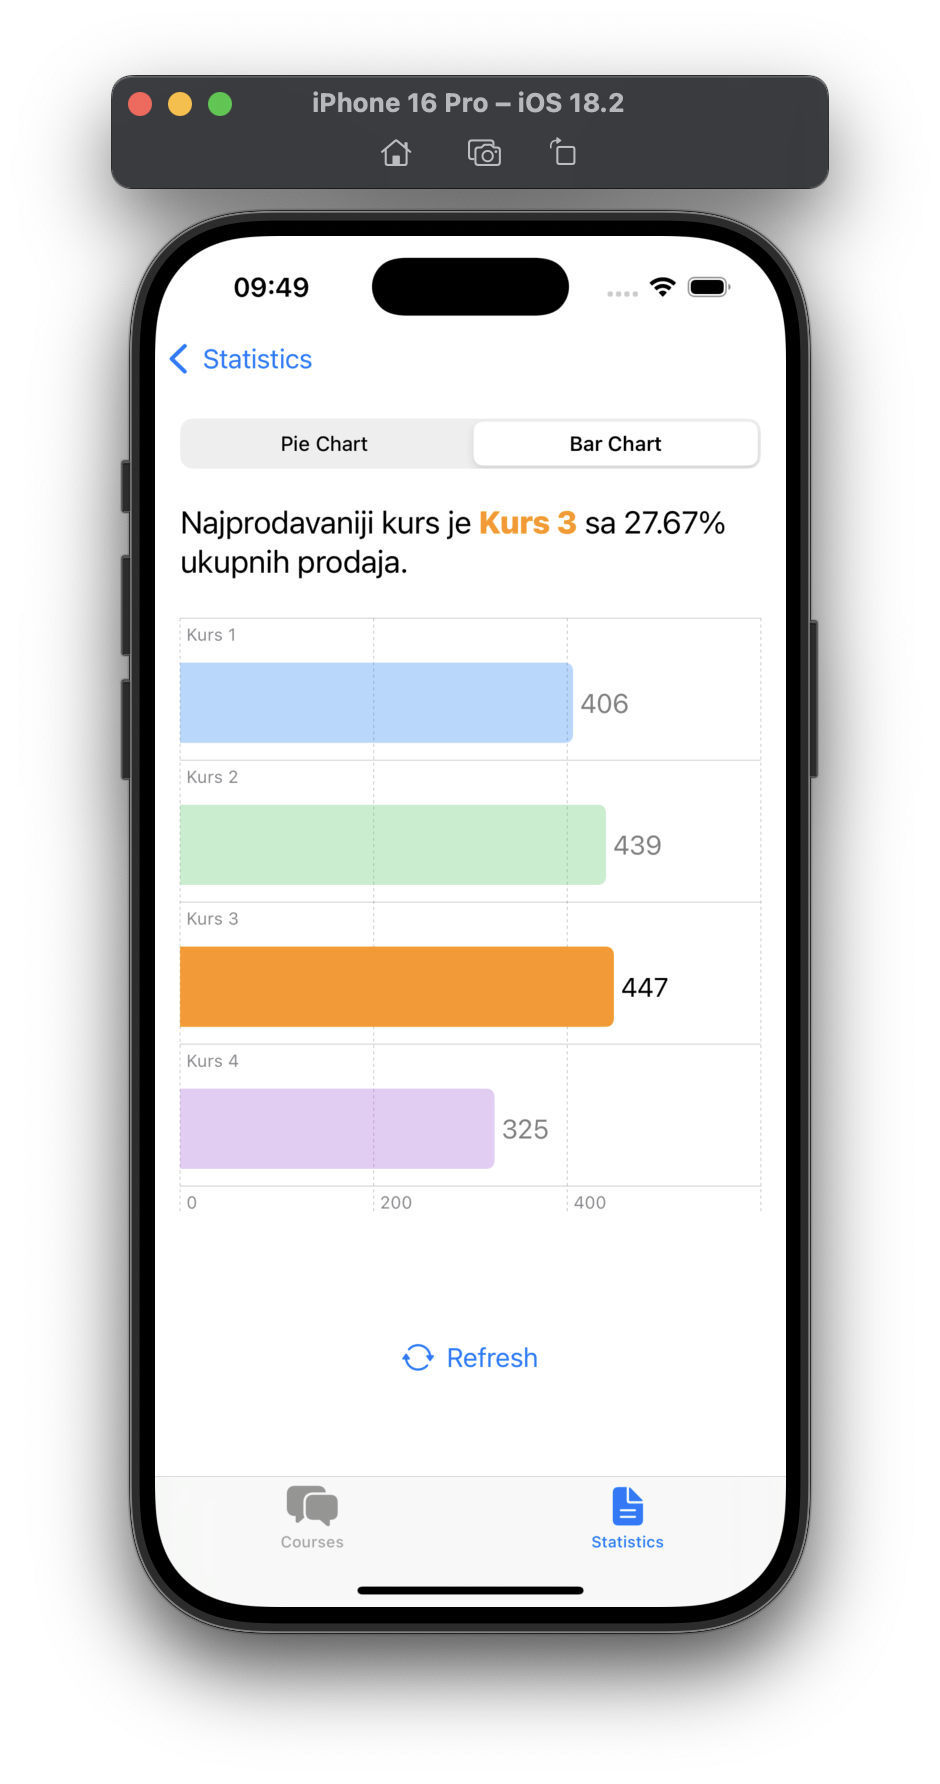 iPhone 16 Pro – iOS 18.2
09:49
Statistics
Pie Chart
Bar Chart
Najprodavaniji kurs je Kurs 3 sa 27.67%
ukupnih prodaja.
Kurs 1
406
Kurs 2
439
Kurs 3
447
Kurs 4
325
0
200
400
Refresh
Courses
Statistics